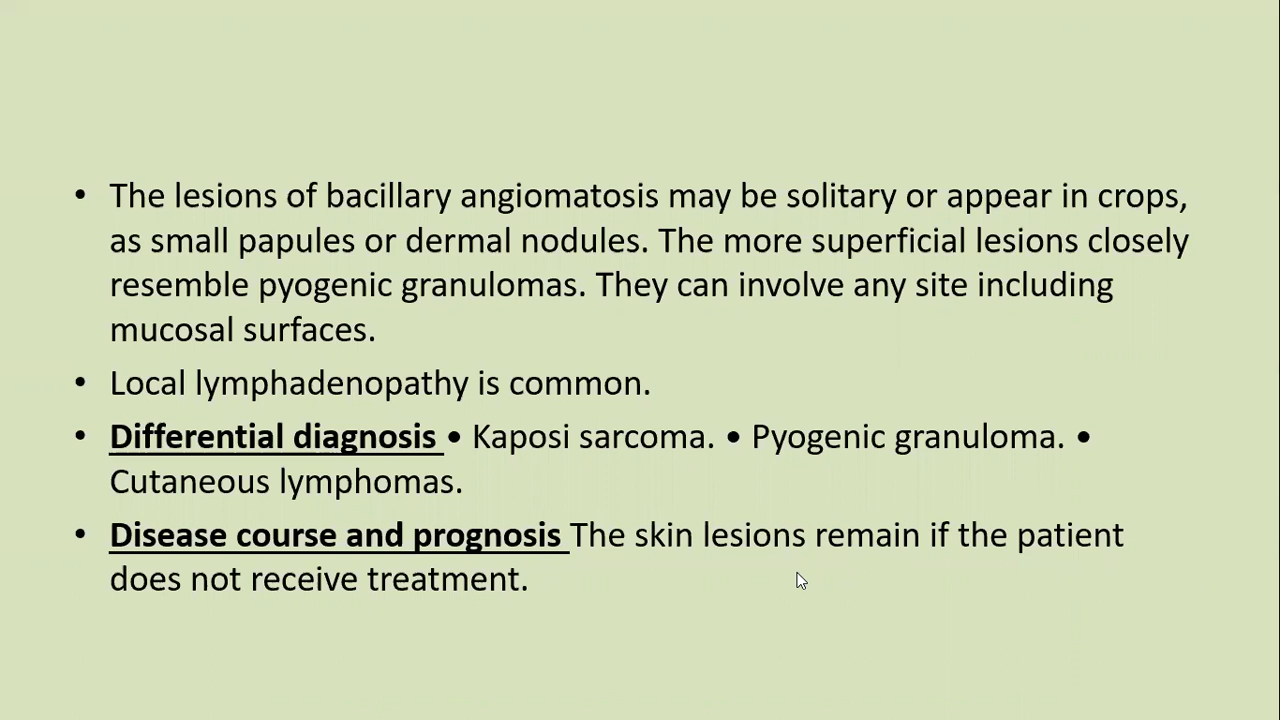 • The lesions of bacillary angiomatosis may be solitary or appear in crops,
as small papules or dermal nodules. The more superficial lesions closely
resemble pyogenic granulomas. They can involve any site including
mucosal surfaces.
• Local lymphadenopathy is common.
• Differential diagnosis • Kaposi sarcoma. • Pyogenic granuloma. •
Cutaneous lymphomas.
• Disease course and prognosis The skin lesions remain if the patient
does not receive treatment.